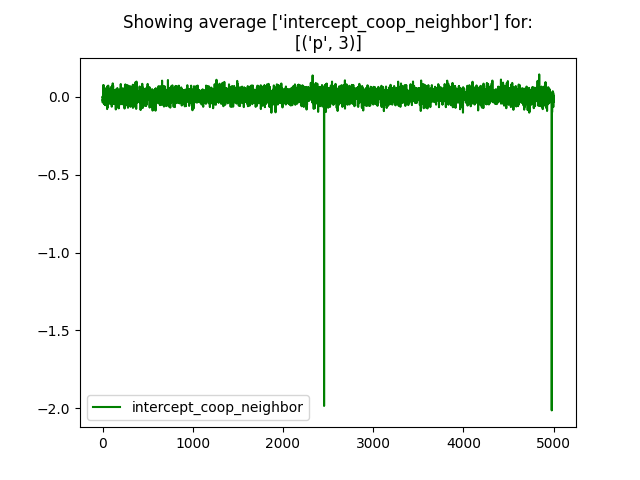 Showing average ['intercept_coop_neighbor'] for:
[('p', 3)]
0.0
−0.5
−1.0
−1.5
−2.0
intercept_coop_neighbor
0 1000 2000 3000 4000 5000